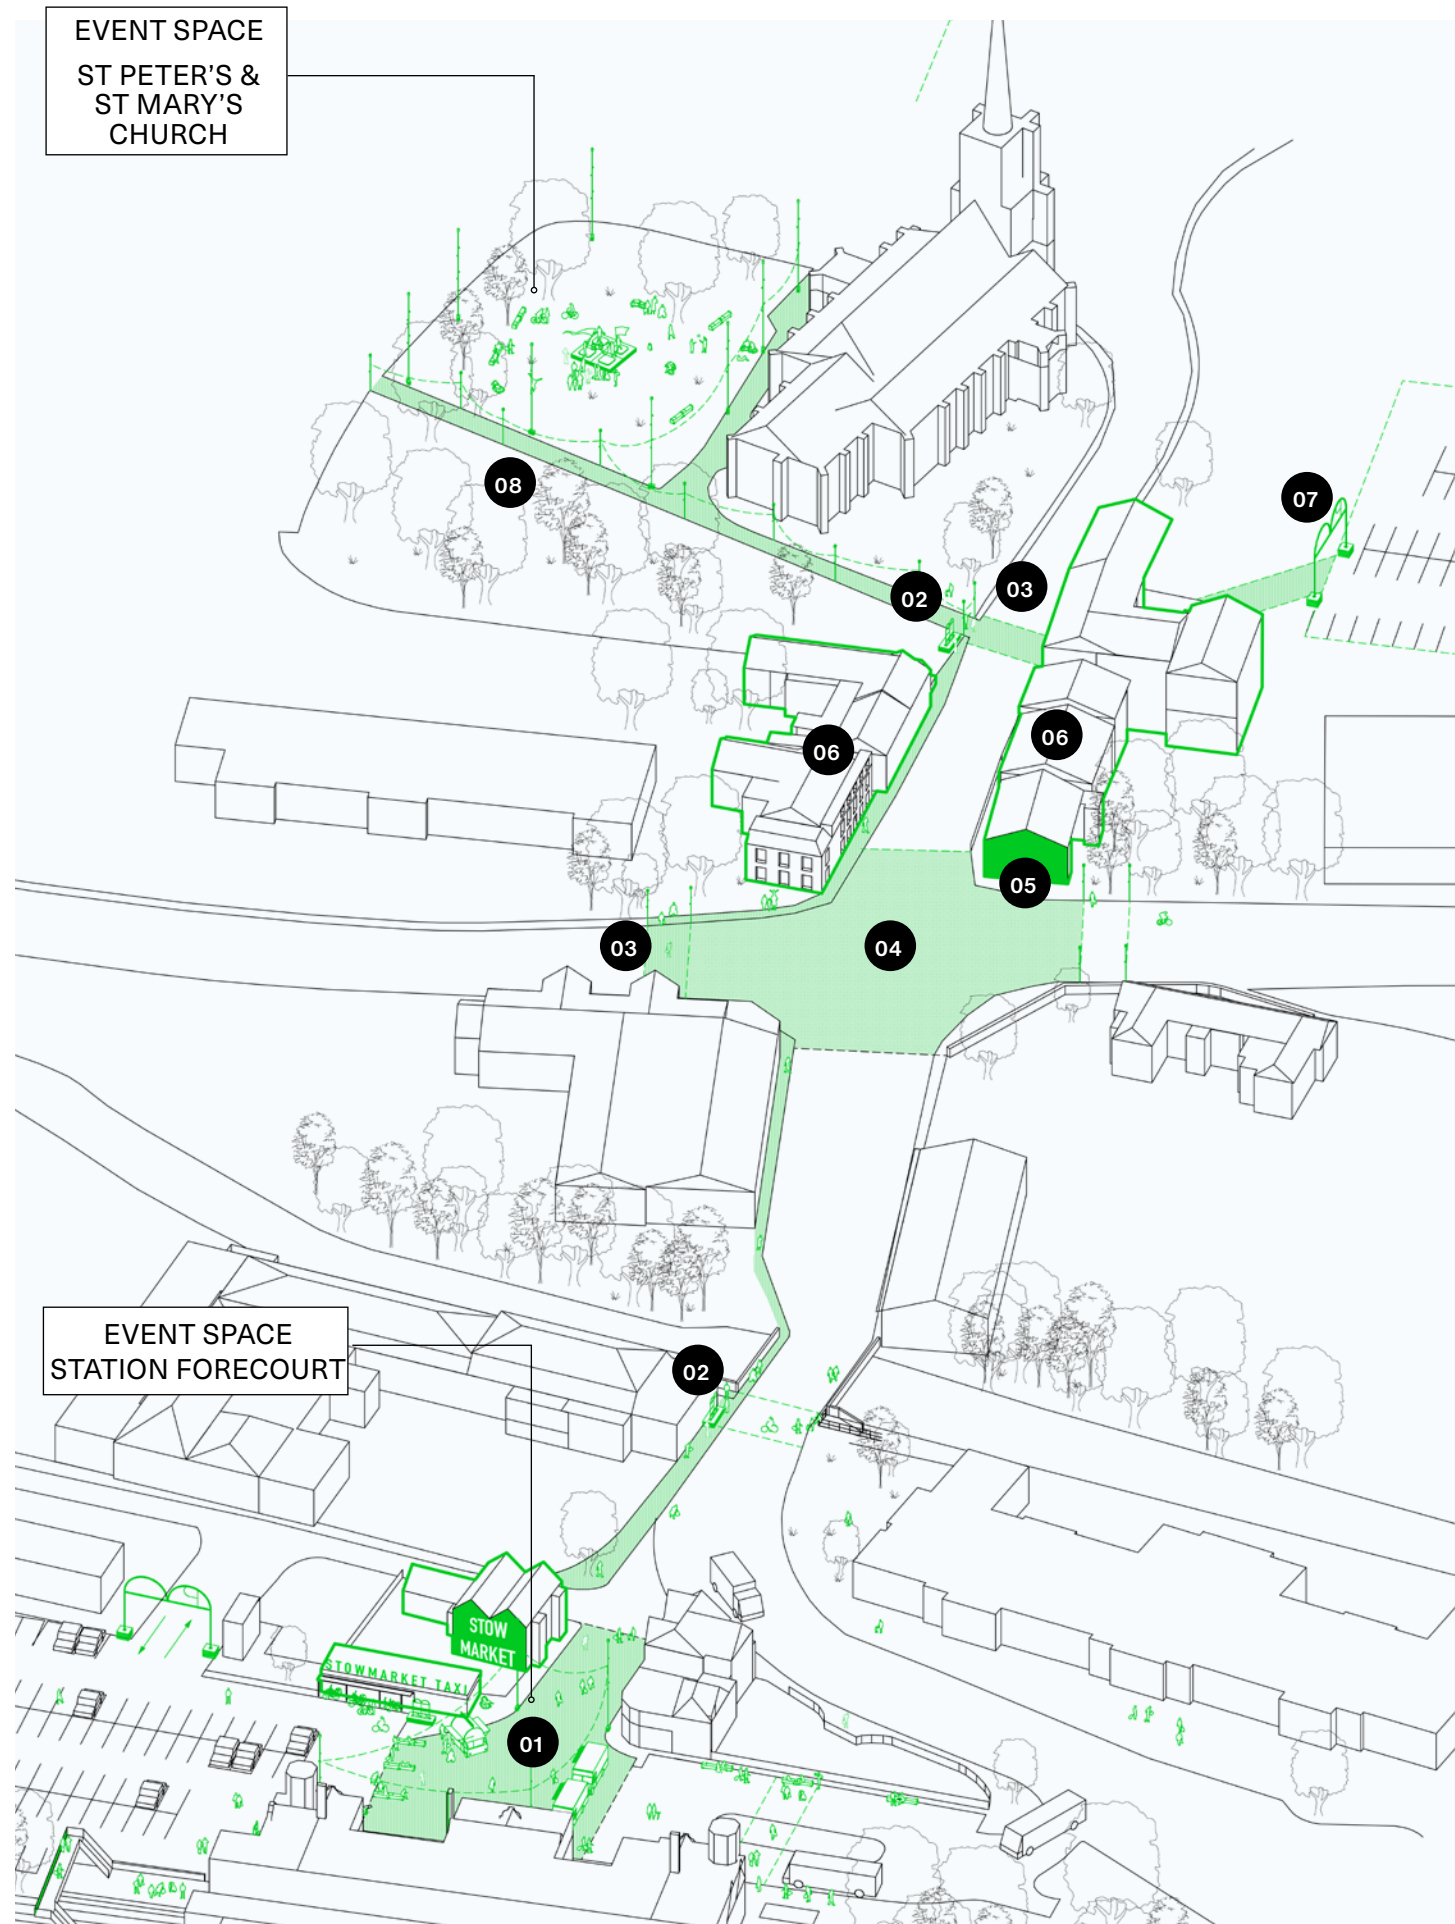 EVENT SPACE
ST PETER'S &
ST MARY'S
CHURCH
07
08
03
02
06
06
05
03
04
EVENT SPACE
STATION FORECOURT
02
STOW
MARKET
STOWMARKET TAXI
01